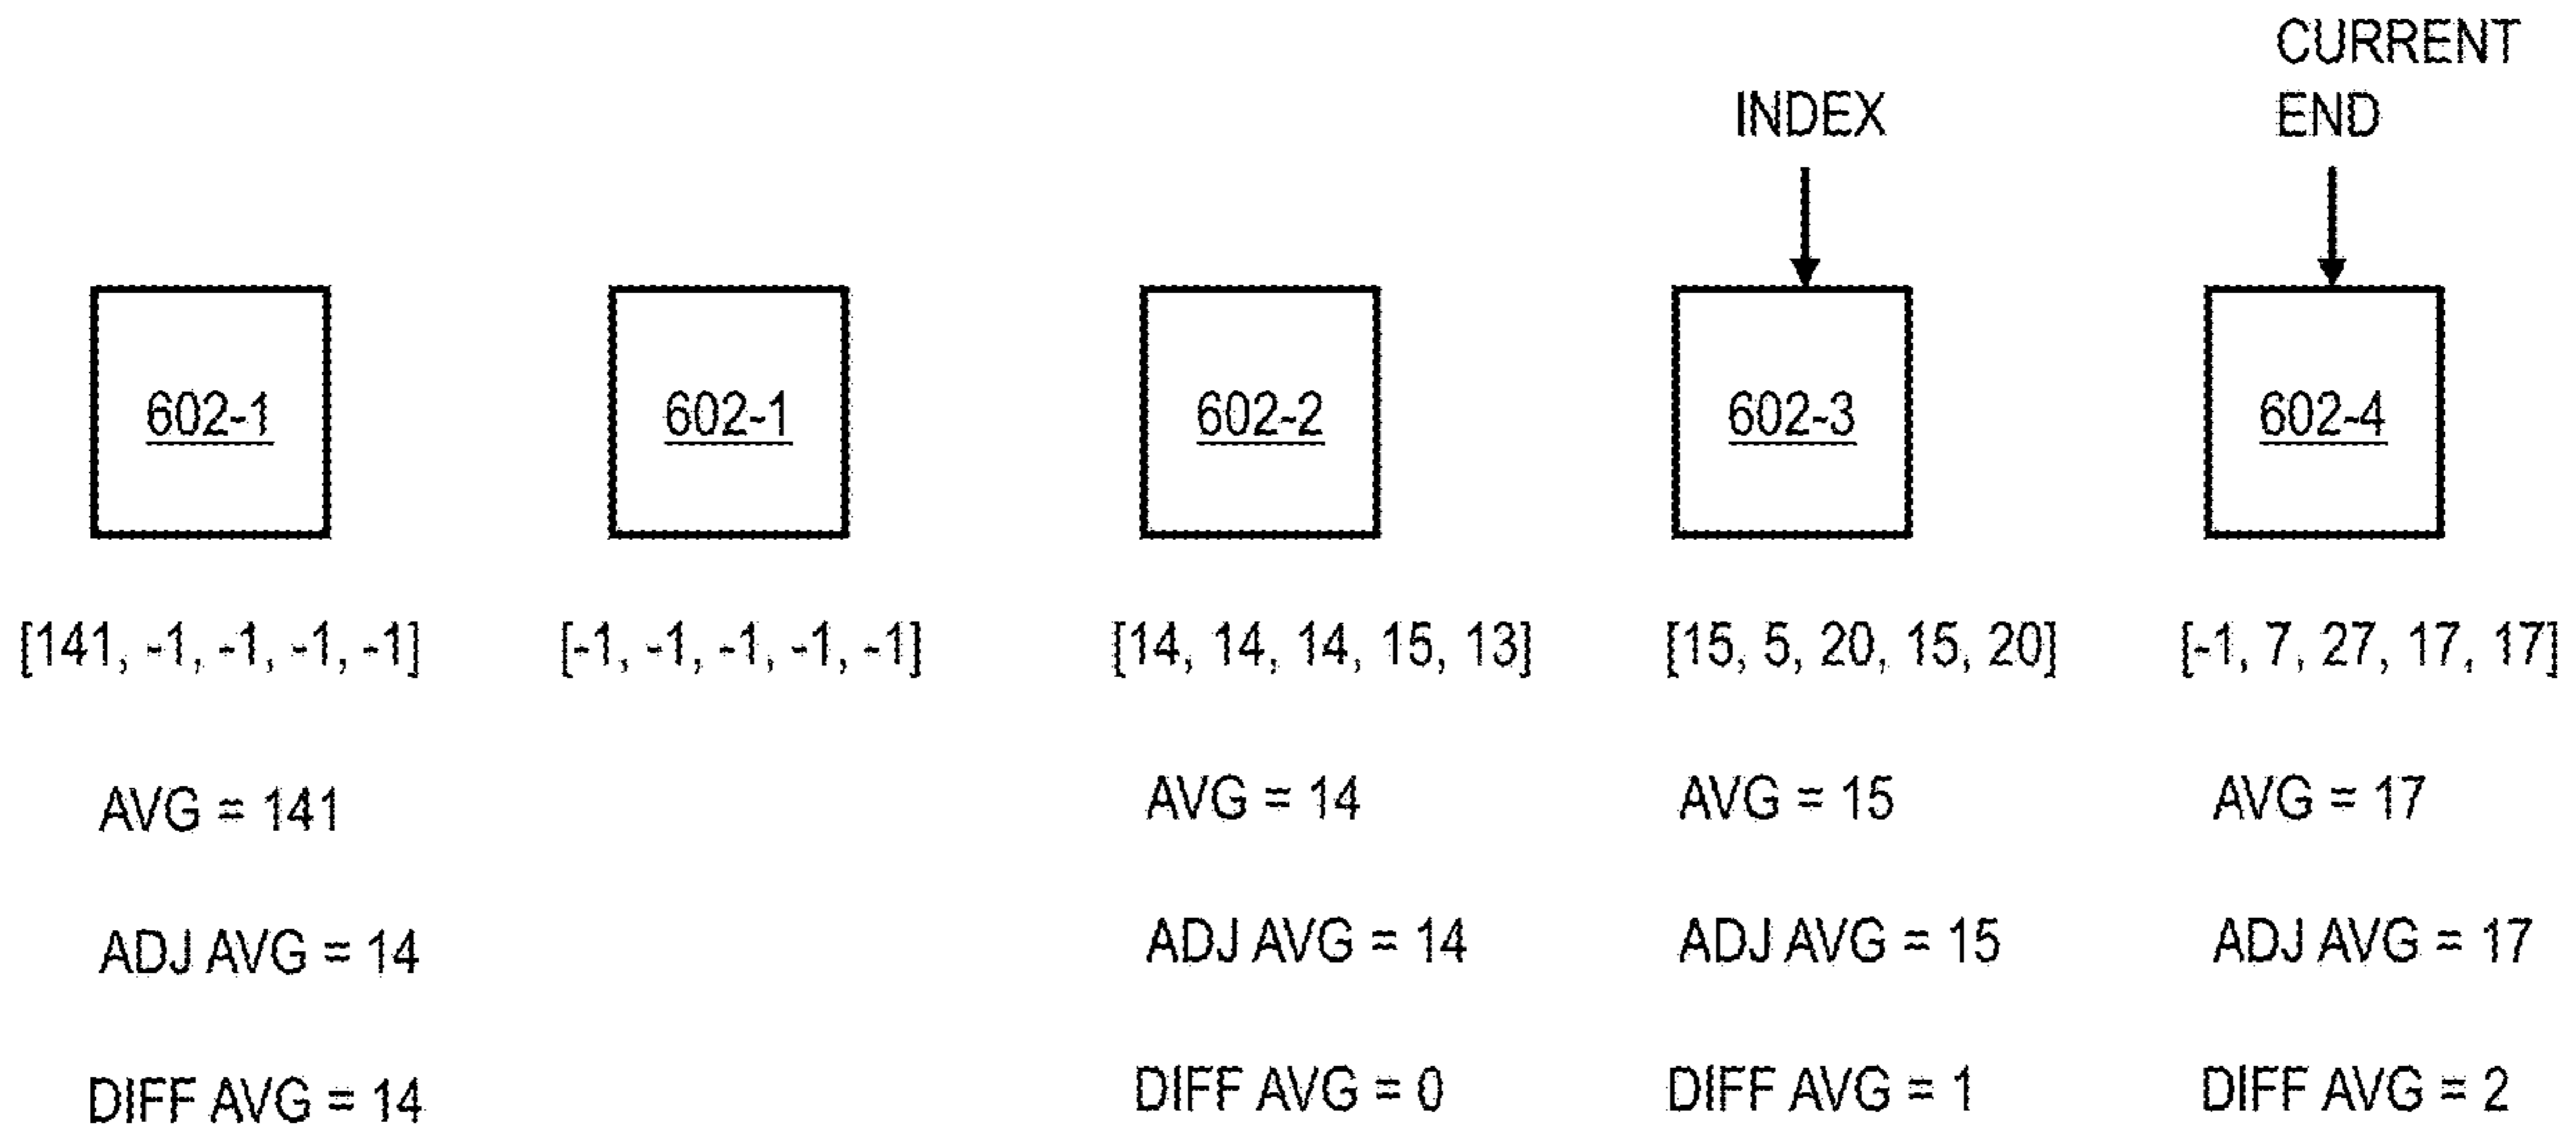 CURRENT
END
INDEX
602-1
602-1
602-2
602-3
602-4
[141, -1, -1, -1, -1]
[-1, -1, -1, -1, -1]
[14, 14, 14, 15, 13]
[15, 5, 20, 15, 20]
[-1, 7, 27, 17, 17]
AVG = 141
AVG = 14
AVG = 15
AVG = 17
ADJ AVG = 14
ADJ AVG = 14
ADJ AVG = 15
ADJ AVG = 17
DIFF AVG = 14
DIFF AVG = 0
DIFF AVG = 1
DIFF AVG = 2